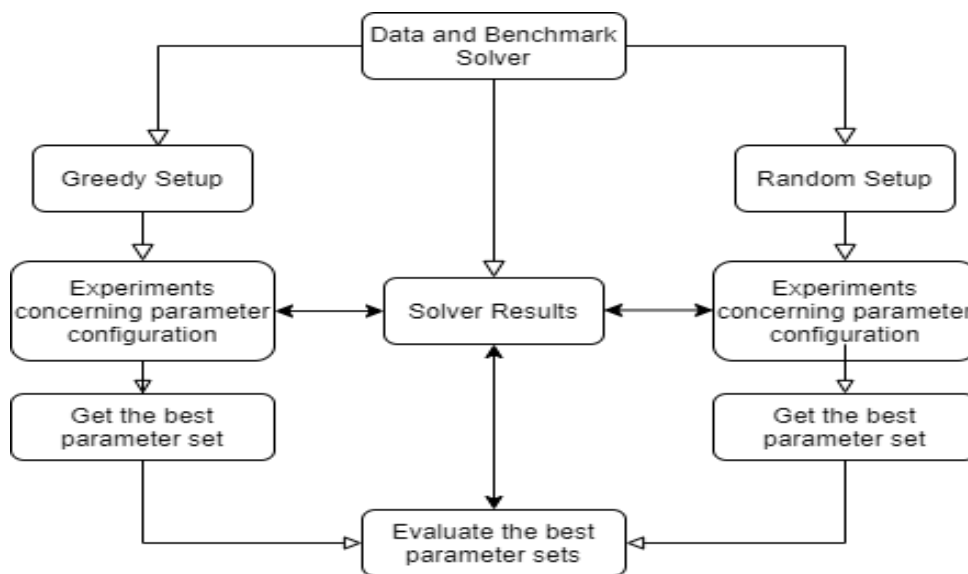 Data and Benchmark
Solver
Greedy Setup
Random Setup
Experiments
concerning parameter
configuration
Solver Results
Experiments
concerning parameter
configuration
Get the best
parameter set
Get the best
parameter set
Evaluate the best
parameter sets